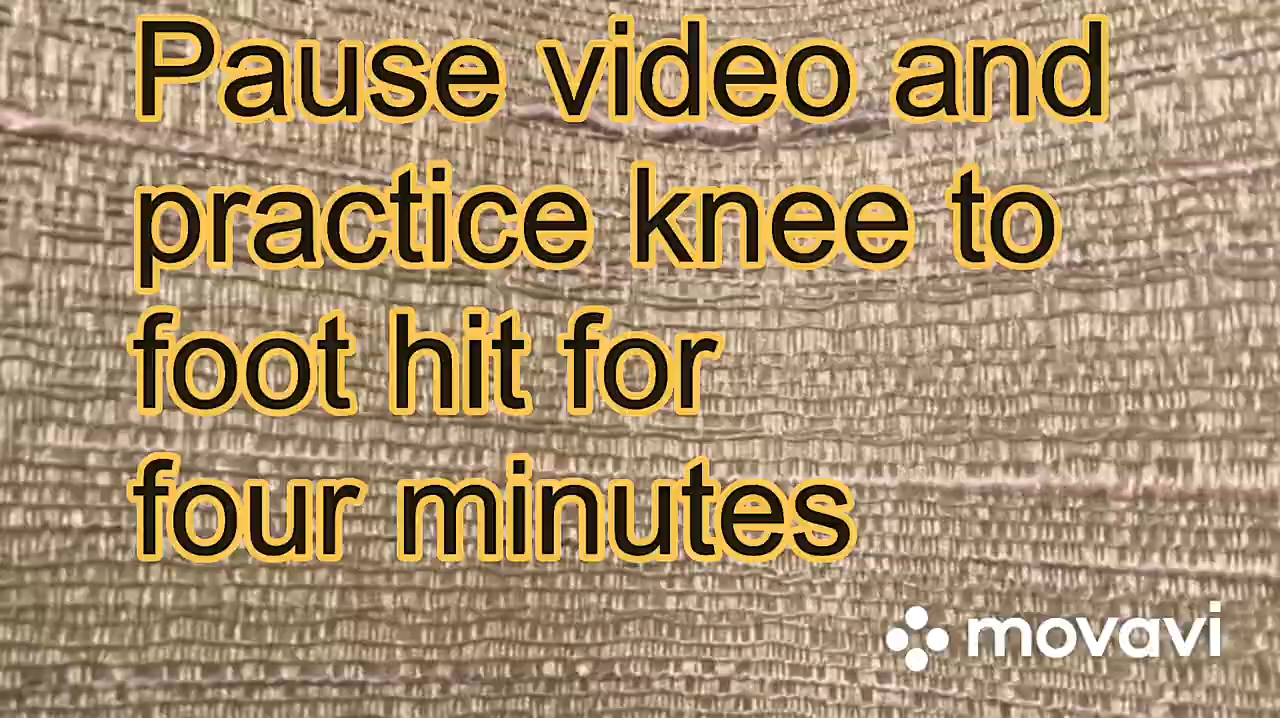 Pause video and
practice knee to
foot hit for
four minutes
movavi